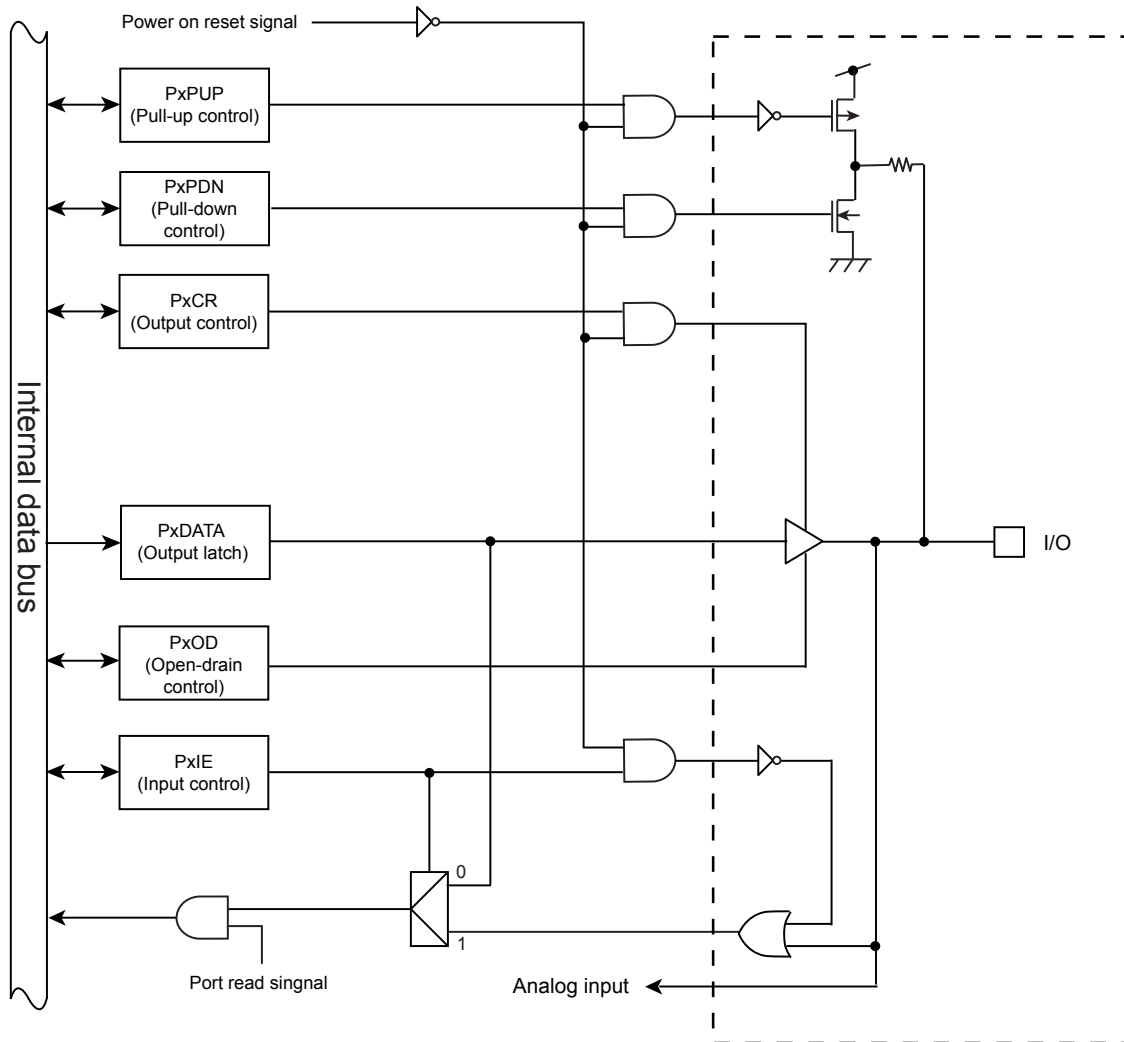 Power on reset signal
PxPUP
(Pull-up control)
PxPDN
(Pull-down
control)
PxCR
(Output control)
Internal data bus
PxDATA
(Output latch)
I/O
PxOD
(Open-drain
control)
PxIE
(Input control)
0
1
Port read singnal
Analog input